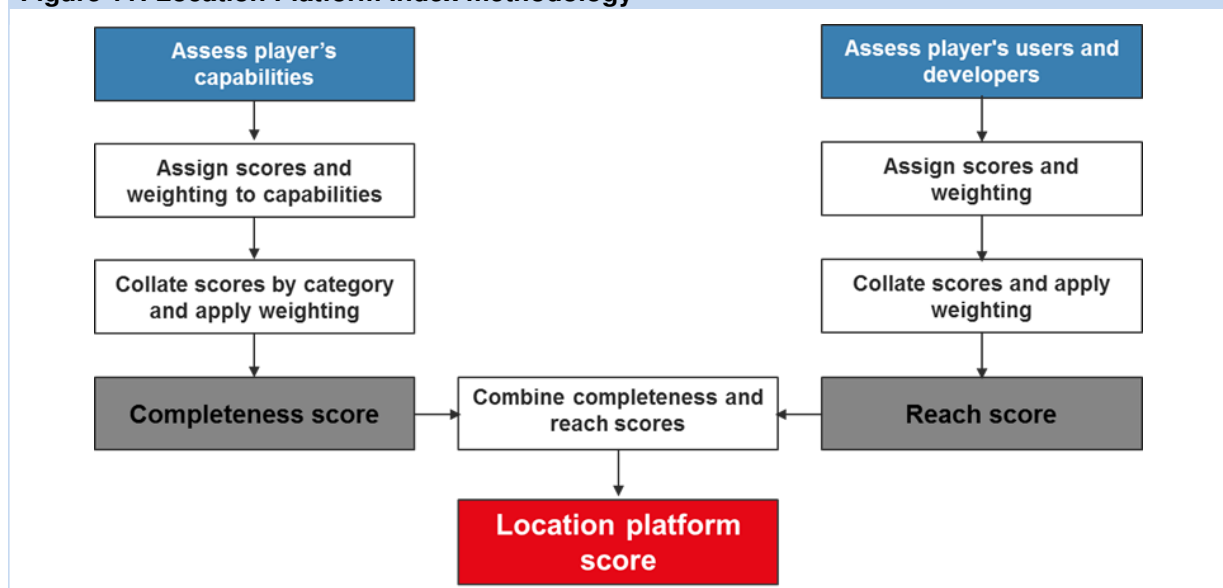 Assess player’s
capabilities
Assign scores and
weighting to capabilities
Collate scores by category
and apply weighting
Completeness score
Assess player's users and
developers
Assign scores and
weighting
Collate scores and apply
weighting
Reach score
Combine completeness and
reach scores
Location platform
score